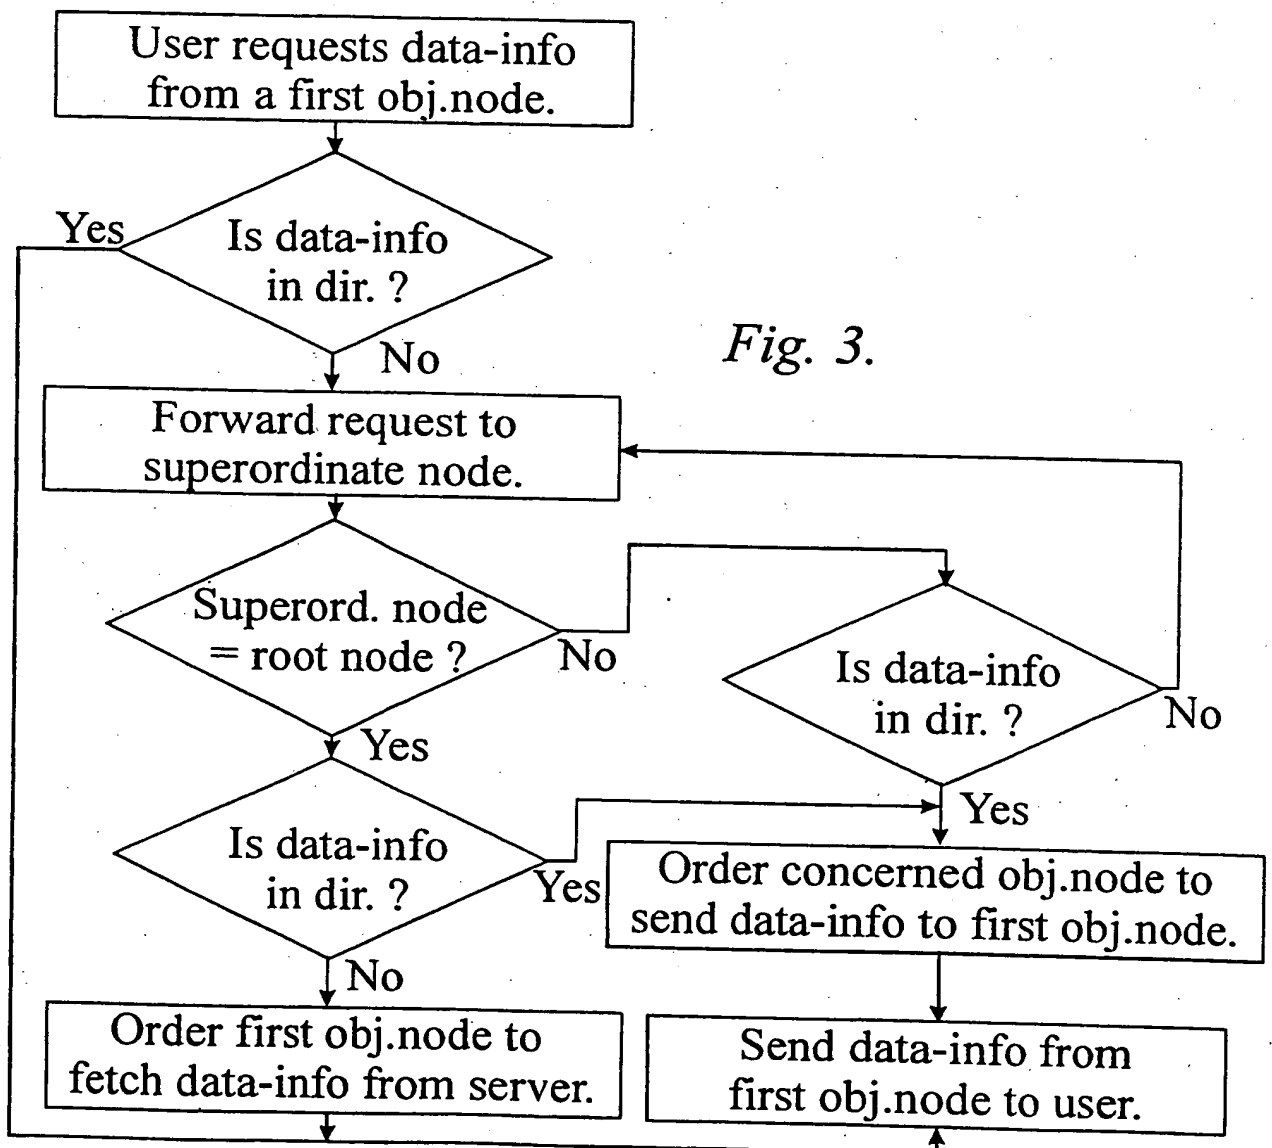 User requests data-info
from a first obj.node.
Yes
Is data-info
in dir. ?
No
Fig. 3.
Forward request to
superordinate node.
Superord. node
= root node ?
No
Is data-info
in dir. ?
No
Yes
Yes
Is data-info
in dir. ?
Yes
Order concerned obj.node to
send data-info to first obj.node.
No
Order first obj.node to
fetch data-info from server.
Send data-info from
first obj.node to user.